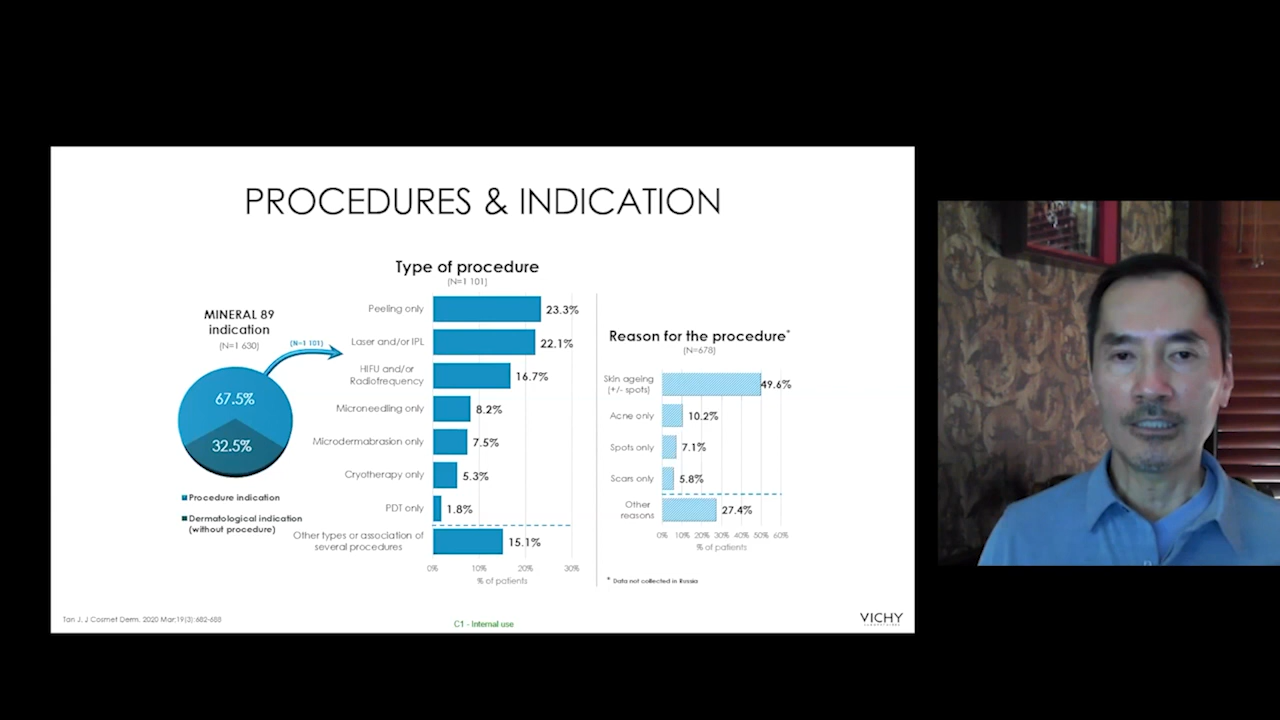 PROCEDURES & INDICATION
MINERAL 89
indication
(N=1 630)
(N=1 101)
67.5%
32.5%
Procedure indication
Dermatological indication
(without procedure)
Type of procedure
(N=1 101)
Peeling only
23.3%
Laser and/or IPL
22.1%
HIFU and/or
Radiofrequency
16.7%
Microneedling only
8.2%
Microdermabrasion only
7.5%
Cryotherapy only
5.3%
PDT only
1.8%
Other types or association of
several procedures
15.1%
0% 10% 20% 30%
% of patients
Reason for the procedure*
(N=678)
Skin ageing
(+/- spots)
49.6%
Acne only
10.2%
Spots only
7.1%
Scars only
5.8%
Other
reasons
27.4%
0% 10% 20% 30% 40% 50% 60%
% of patients
* Data not collected in Russia
Tan J. J Cosmet Derm. 2020 Mar;19(3):682-688
C1 - Internal use
VICHY